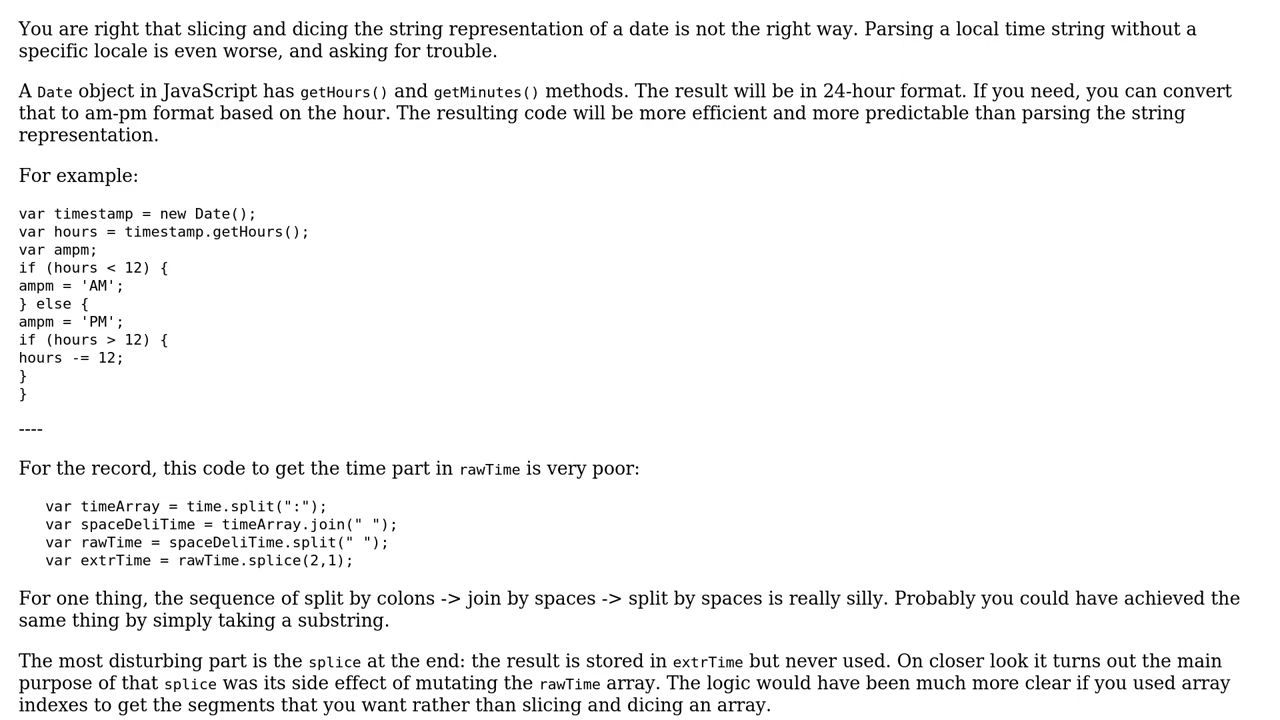 You are right that slicing and dicing the string representation of a date is not the right way. Parsing a local time string without a
specific locale is even worse, and asking for trouble.
A Date object in JavaScript has getHours() and getMinutes() methods. The result will be in 24-hour format. If you need, you can convert
that to am-pm format based on the hour. The resulting code will be more efficient and more predictable than parsing the string
representation.
For example:
var timestamp = new Date();
var hours = timestamp.getHours();
var ampm;
if (hours < 12) {
ampm = 'AM';
} else {
ampm = 'PM';
if (hours > 12) {
hours -= 12;
}
}
----
For the record, this code to get the time part in rawTime is very poor:
var timeArray = time.split(":");
var spaceDeliTime = timeArray.join(" ");
var rawTime = spaceDeliTime.split(" ");
var extrTime = rawTime.splice(2,1);
For one thing, the sequence of split by colons -> join by spaces -> split by spaces is really silly. Probably you could have achieved the
same thing by simply taking a substring.
The most disturbing part is the splice at the end: the result is stored in extrTime but never used. On closer look it turns out the main
purpose of that splice was its side effect of mutating the rawTime array. The logic would have been much more clear if you used array
indexes to get the segments that you want rather than slicing and dicing an array.